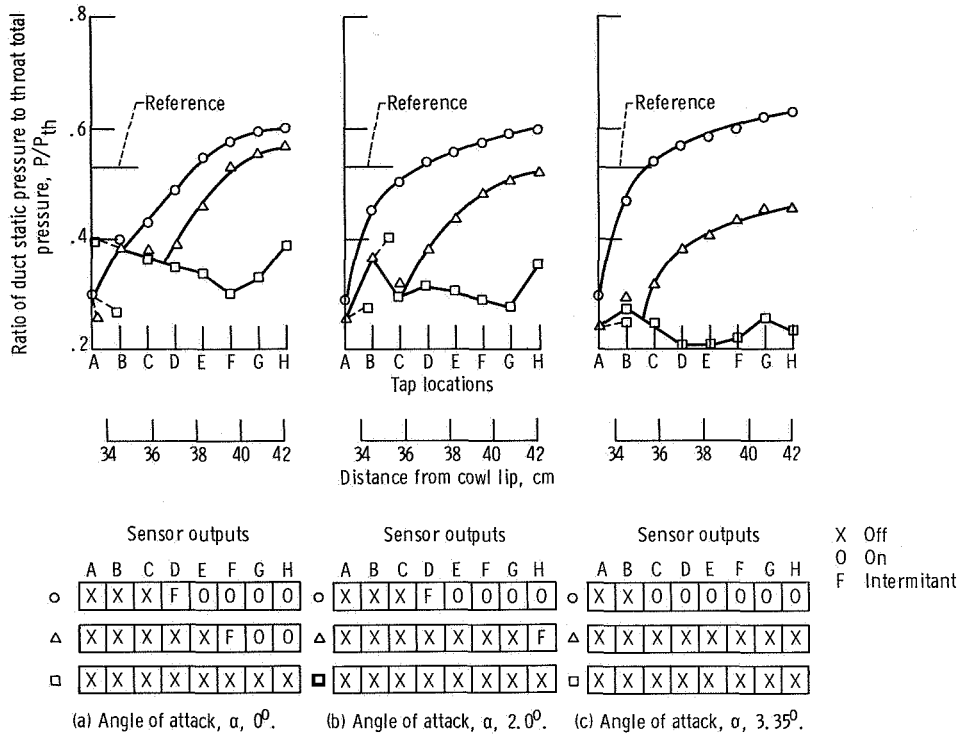 Ratio of duct static pressure to throat total
pressure, P/Pth
.8
.6
.4
.2
Reference
Reference
Reference
A B C D E F G H
A B C D E F G H
A B C D E F G H
Tap locations
34 36 38 40 42
34 36 38 40 42
34 36 38 40 42
Distance from cowl lip, cm
Sensor outputs
A B C D E F G H
X X X F O O O O
X X X X X F O O
X X X X X X X X
(a) Angle of attack, α, 0⁰.
Sensor outputs
A B C D E F G H
X X X F O O O O
X X X X X X X F
X X X X X X X X
(b) Angle of attack, α, 2.0⁰.
Sensor outputs
A B C D E F G H
X X O O O O O O
X X X X X X X X
X X X X X X X X
(c) Angle of attack, α, 3.35⁰.
X Off
O On
F Intermitant